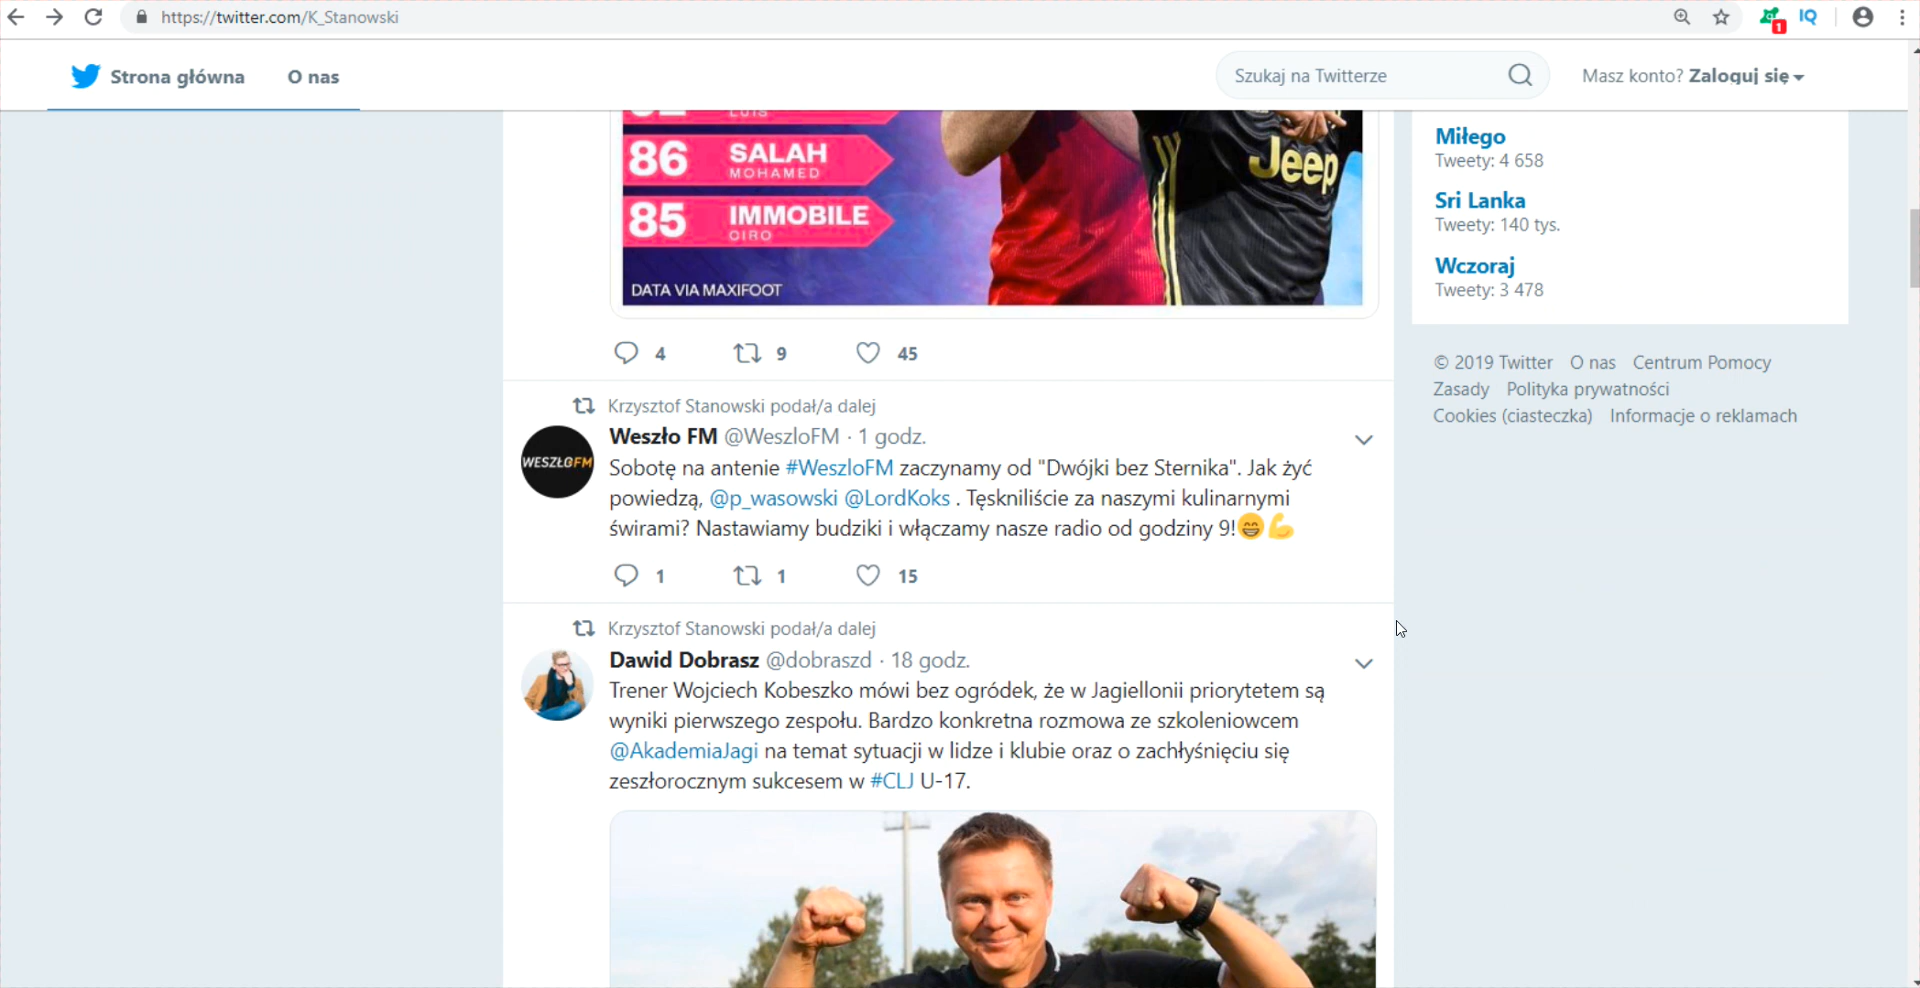 https://twitter.com/K_Stanowski
1
IQ
Strona główna
O nas
Szukaj na Twitterze
Masz konto? Zaloguj się
LUIS
86 SALAH
MOHAMED
85 IMMOBILE
CIRO
DATA VIA MAXIFOOT
Jeep
4 9 45
Krzysztof Stanowski podał/a dalej
WESZŁOFM
Weszło FM @WeszloFM · 1 godz.
Sobotę na antenie #WeszloFM zaczynamy od "Dwójki bez Sternika". Jak żyć
powiedzą, @p_wasowski @LordKoks . Tęskniliście za naszymi kulinarnymi
świrami? Nastawiamy budziki i włączamy nasze radio od godziny 9!😄💪
1 1 15
Krzysztof Stanowski podał/a dalej
Dawid Dobrasz @dobraszd · 18 godz.
Trener Wojciech Kobeszko mówi bez ogródek, że w Jagiellonii priorytetem są
wyniki pierwszego zespołu. Bardzo konkretna rozmowa ze szkoleniowcem
@AkademiaJagi na temat sytuacji w lidze i klubie oraz o zachłyśnięciu się
zeszłorocznym sukcesem w #CLJ U-17.
Miłego
Tweety: 4 658
Sri Lanka
Tweety: 140 tys.
Wczoraj
Tweety: 3 478
© 2019 Twitter O nas Centrum Pomocy
Zasady Polityka prywatności
Cookies (ciasteczka) Informacje o reklamach